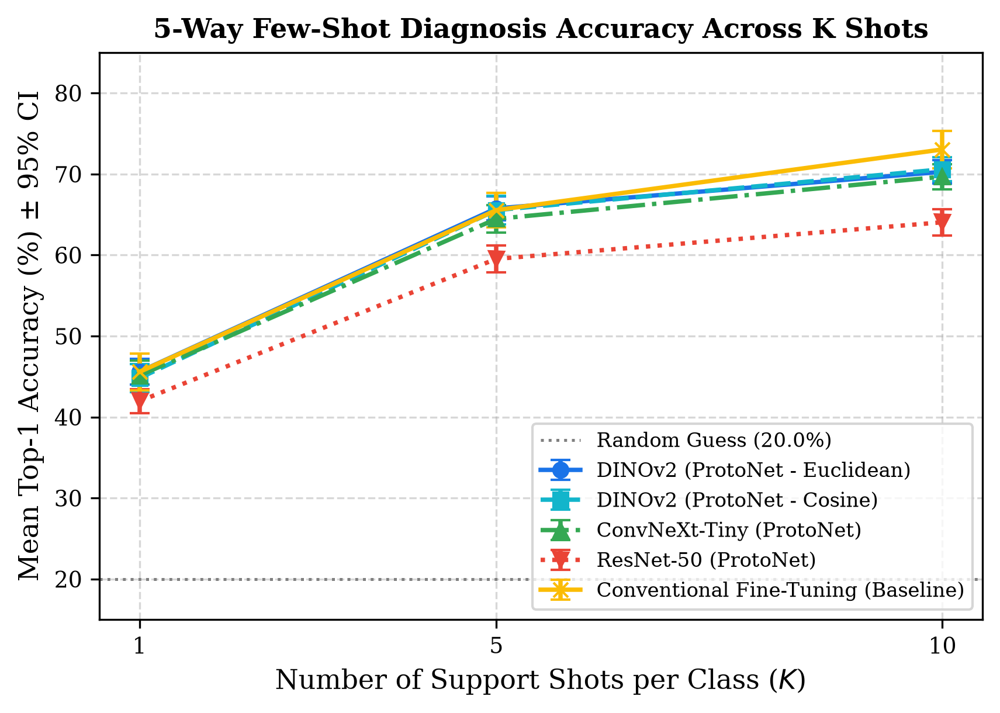 5-Way Few-Shot Diagnosis Accuracy Across K Shots
Mean Top-1 Accuracy (%) ± 95% CI
80
70
60
50
40
30
20
Random Guess (20.0%)
DINOv2 (ProtoNet - Euclidean)
DINOv2 (ProtoNet - Cosine)
ConvNeXt-Tiny (ProtoNet)
ResNet-50 (ProtoNet)
Conventional Fine-Tuning (Baseline)
1 5 10
Number of Support Shots per Class (K)